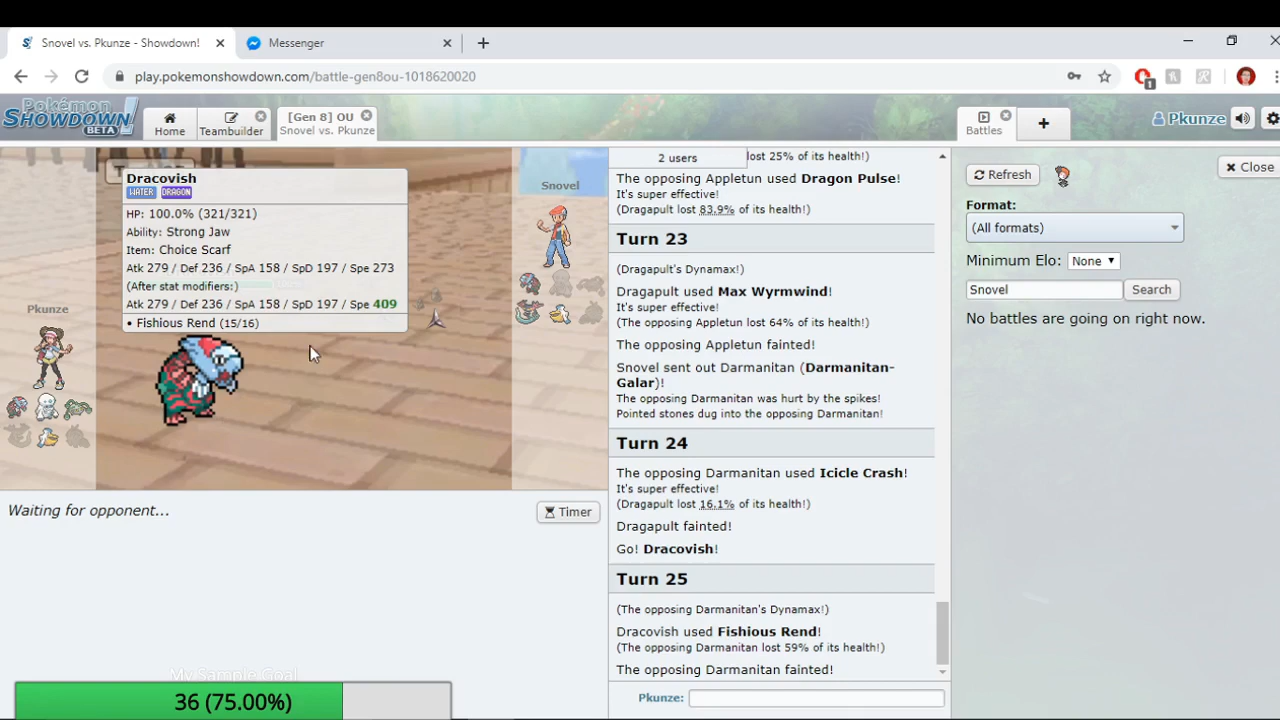 Snovel vs. Pkunze - Showdown!
Messenger
play.pokemonshowdown.com/battle-gen8ou-1018620020
1
Pokémon
SHOWDOWN!
BETA
Home
Teambuilder
[Gen 8] OU
Snovel vs. Pkunze
Battles
Pkunze
Dracovish
WATER DRAGON
HP: 100.0% (321/321)
Ability: Strong Jaw
Item: Choice Scarf
Atk 279 / Def 236 / SpA 158 / SpD 197 / Spe 273
(After stat modifiers:)
Atk 279 / Def 236 / SpA 158 / SpD 197 / Spe 409
• Fishious Rend (15/16)
Pkunze
Snovel
Waiting for opponent...
Timer
2 users
lost 25% of its health!)
The opposing Appletun used Dragon Pulse!
It's super effective!
(Dragapult lost 83.9% of its health!)
Turn 23
(Dragapult's Dynamax!)
Dragapult used Max Wyrmwind!
It's super effective!
(The opposing Appletun lost 64% of its health!)
The opposing Appletun fainted!
Snovel sent out Darmanitan (Darmanitan-
Galar)!
The opposing Darmanitan was hurt by the spikes!
Pointed stones dug into the opposing Darmanitan!
Turn 24
The opposing Darmanitan used Icicle Crash!
It's super effective!
(Dragapult lost 16.1% of its health!)
Dragapult fainted!
Go! Dracovish!
Turn 25
(The opposing Darmanitan's Dynamax!)
Dracovish used Fishious Rend!
(The opposing Darmanitan lost 59% of its health!)
The opposing Darmanitan fainted!
Pkunze:
Refresh
Close
Format:
(All formats)
Minimum Elo: None
Snovel
Search
No battles are going on right now.
My Sample Goal
36 (75.00%)